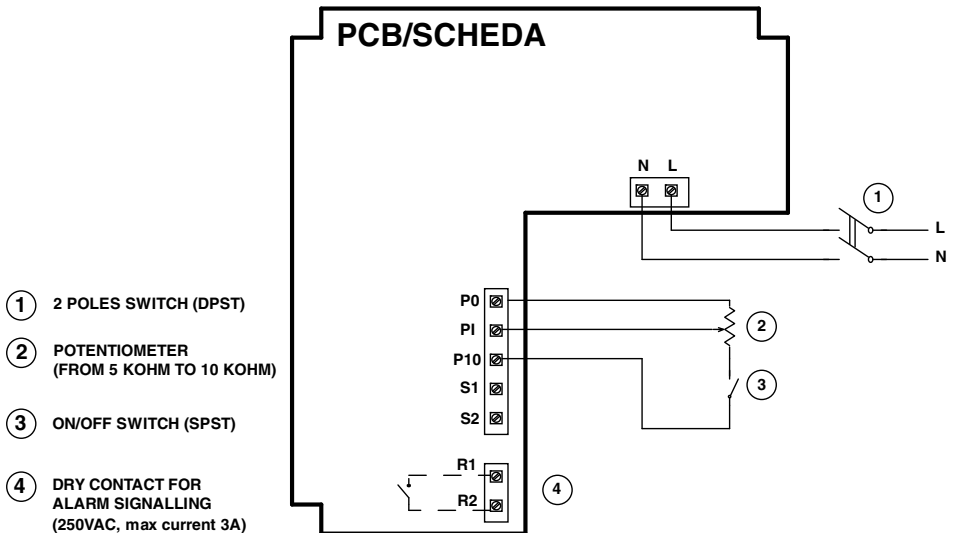 PCB/SCHEDA
N L
1
L
N
P0
PI
P10
S1
S2
2
3
R1
R2
4
1 2 POLES SWITCH (DPST)
2 POTENTIOMETER
(FROM 5 KOHM TO 10 KOHM)
3 ON/OFF SWITCH (SPST)
4 DRY CONTACT FOR
ALARM SIGNALLING
(250VAC, max current 3A)